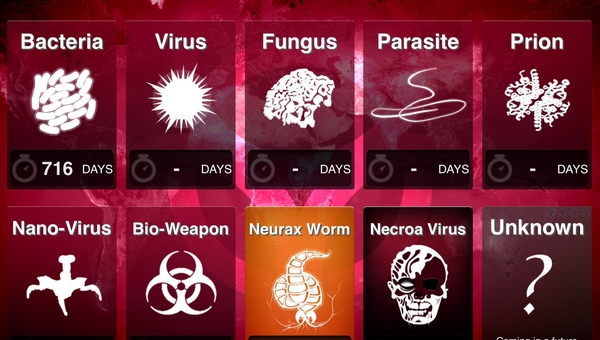 Bacteria Virus Fungus Parasite Prion
716 DAYS - DAYS - DAYS - DAYS - DAYS
Nano-Virus Bio-Weapon Neurax Worm Necroa Virus Unknown
?
Coming in a future